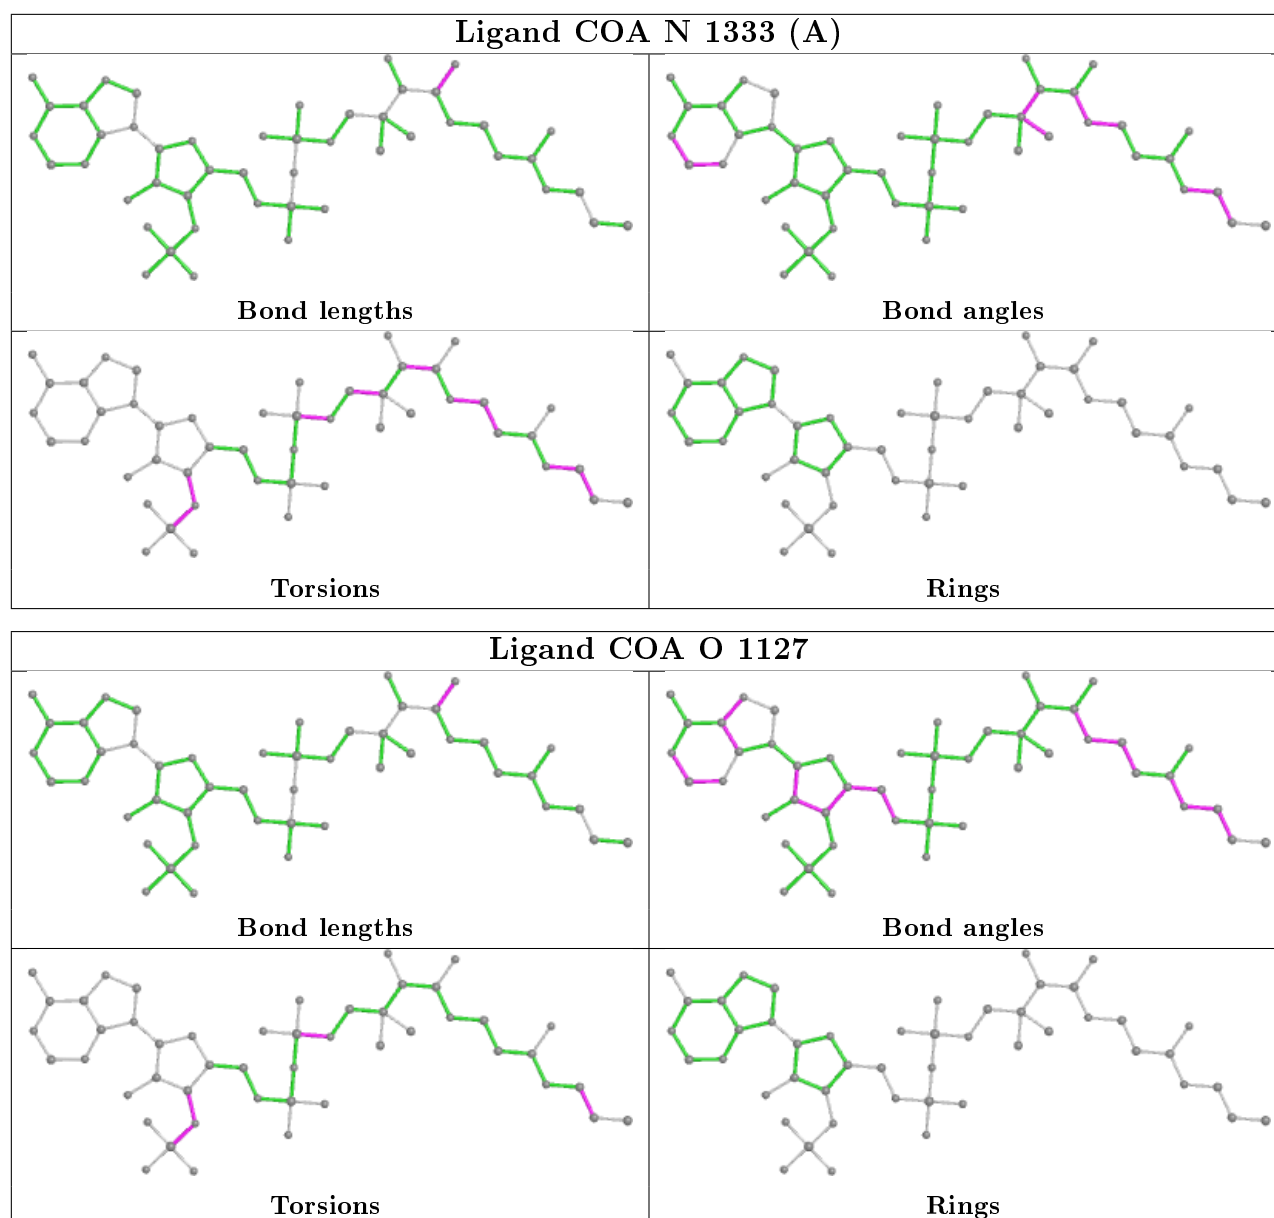 Ligand COA N 1333 (A)
Bond lengths
Bond angles
Torsions
Rings
Ligand COA O 1127
Bond lengths
Bond angles
Torsions
Rings